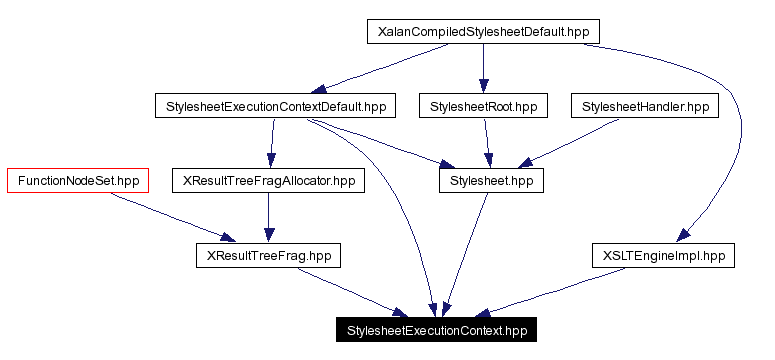 XalanCompiledStylesheetDefault.hpp
StylesheetExecutionContextDefault.hpp
StylesheetRoot.hpp
StylesheetHandler.hpp
FunctionNodeSet.hpp
XResultTreeFragAllocator.hpp
Stylesheet.hpp
XResultTreeFrag.hpp
XSLTEngineImpl.hpp
StylesheetExecutionContext.hpp